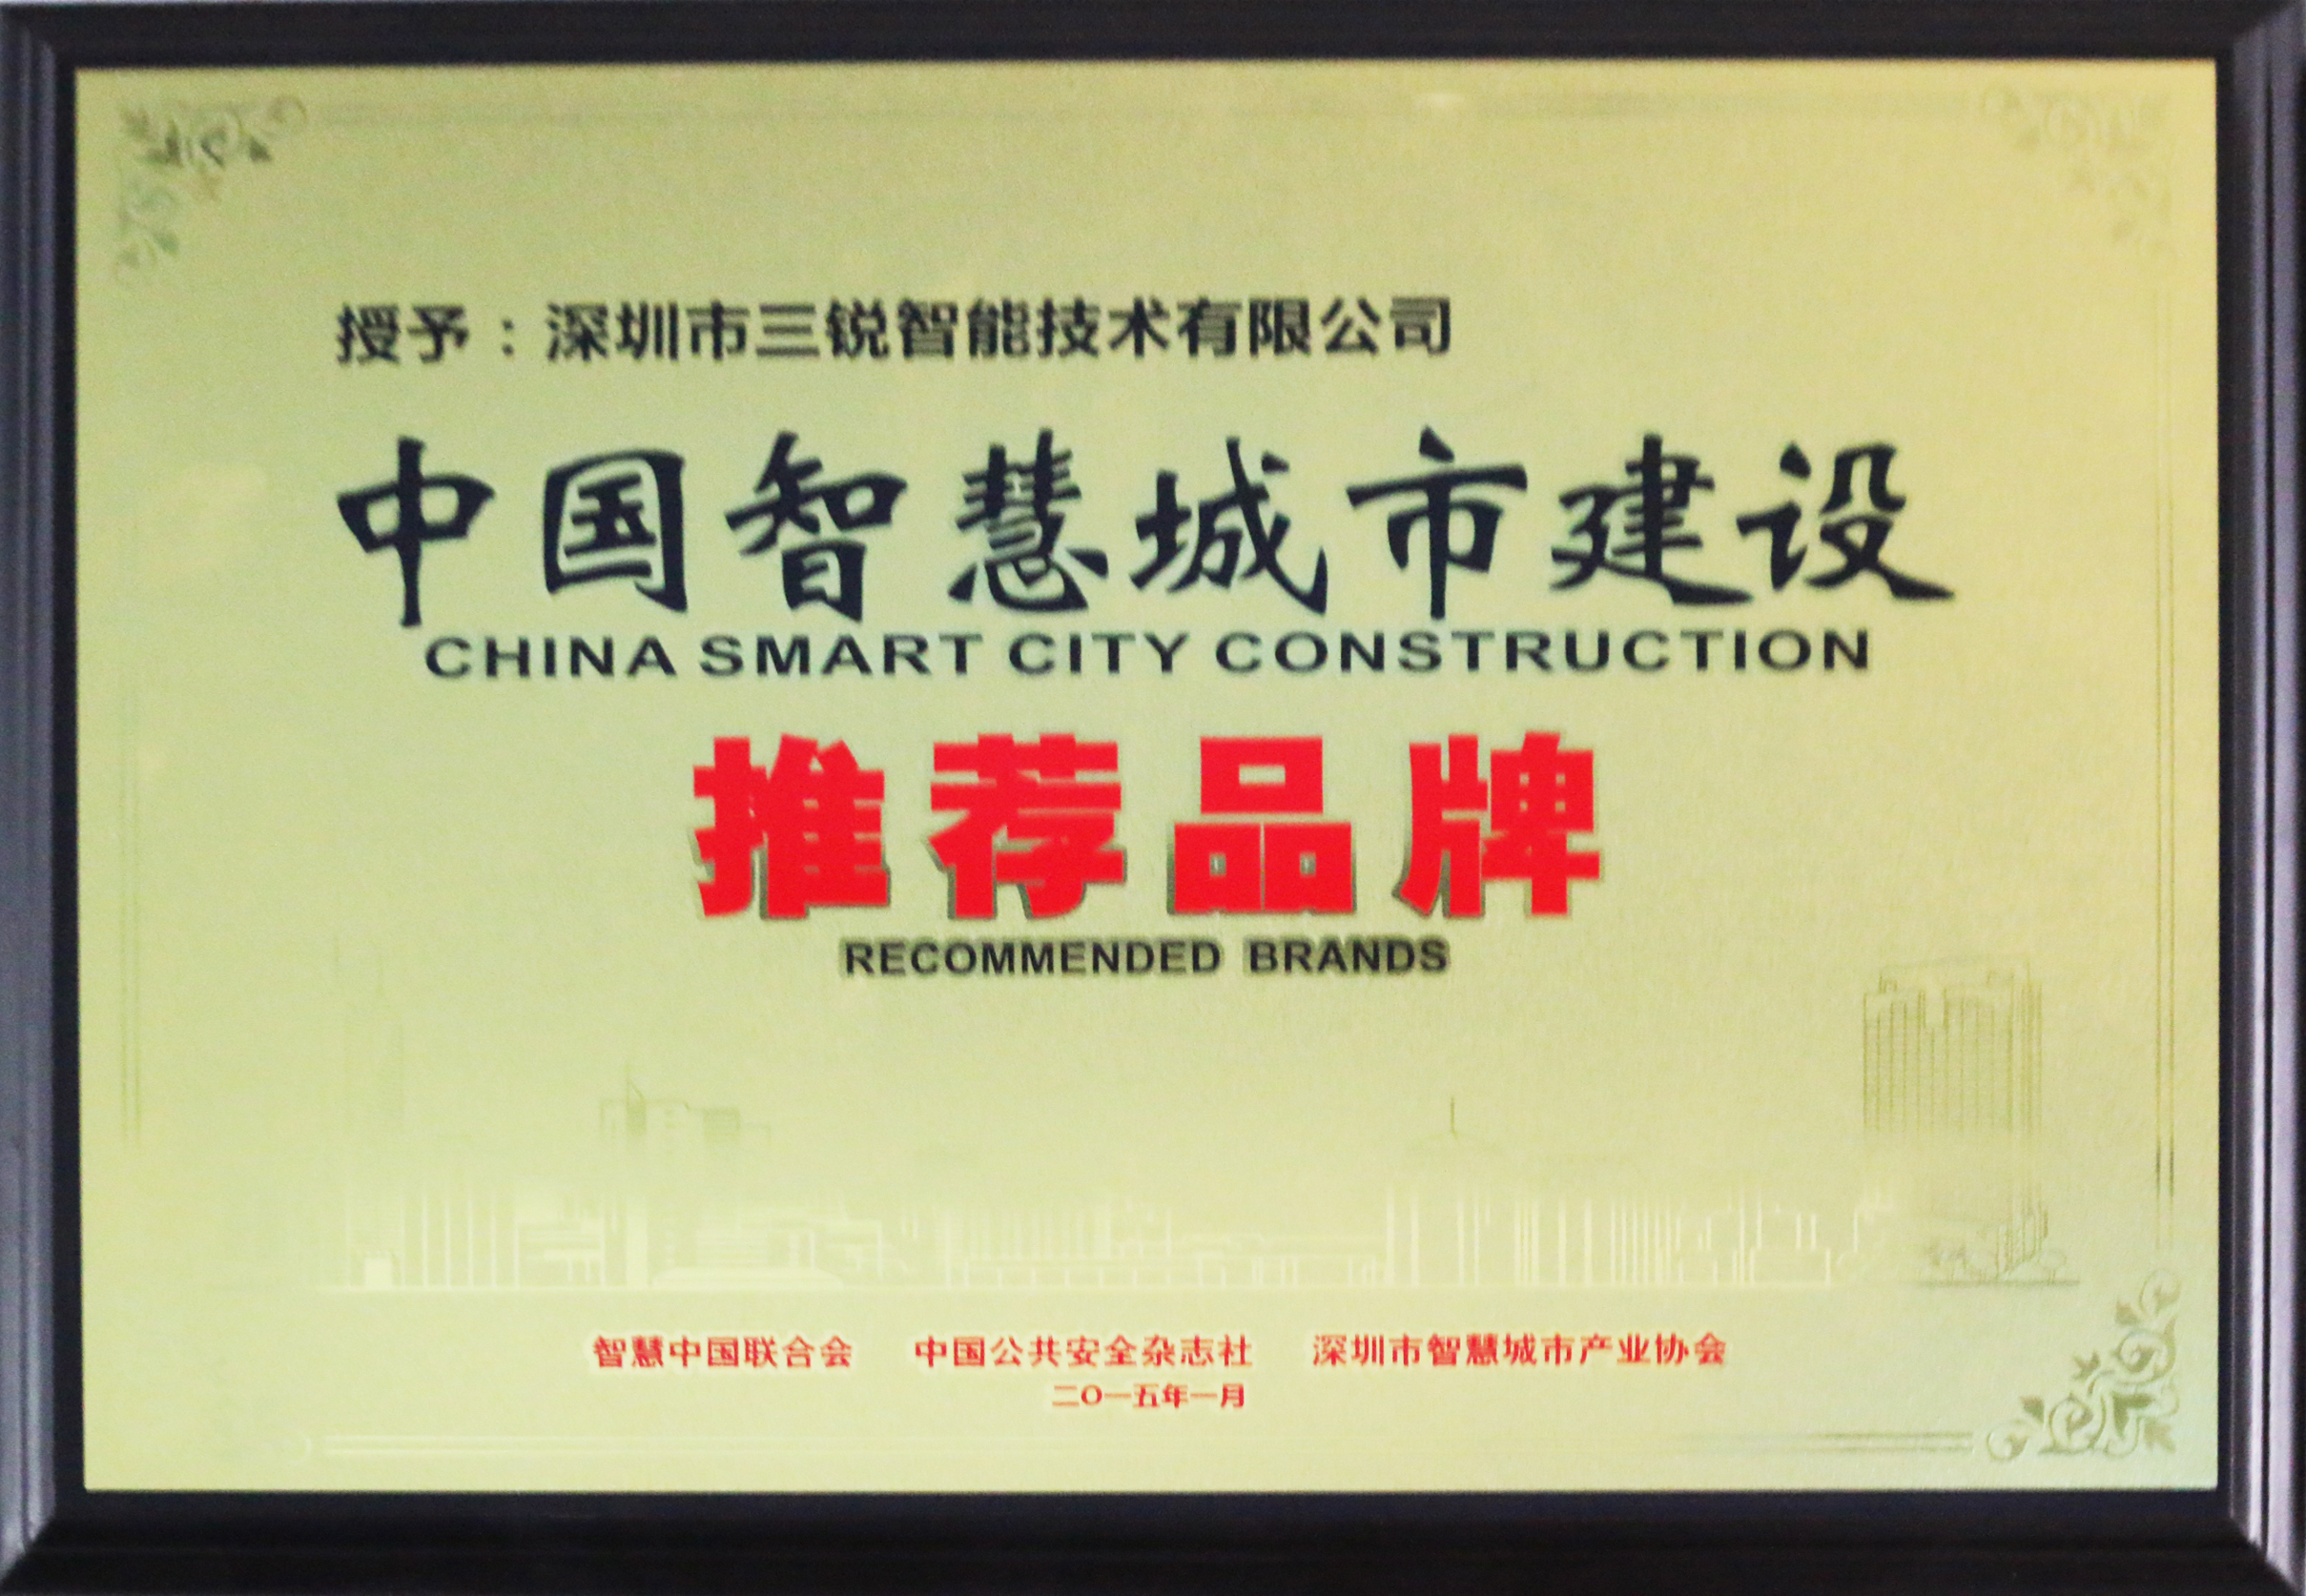 授予：深圳市三锐智能技术有限公司
中国智慧城市建设
CHINA SMART CITY CONSTRUCTION
推荐品牌
RECOMMENDED BRANDS
智慧中国联合会 中国公共安全杂志社 深圳市智慧城市产业协会
二〇一五年一月